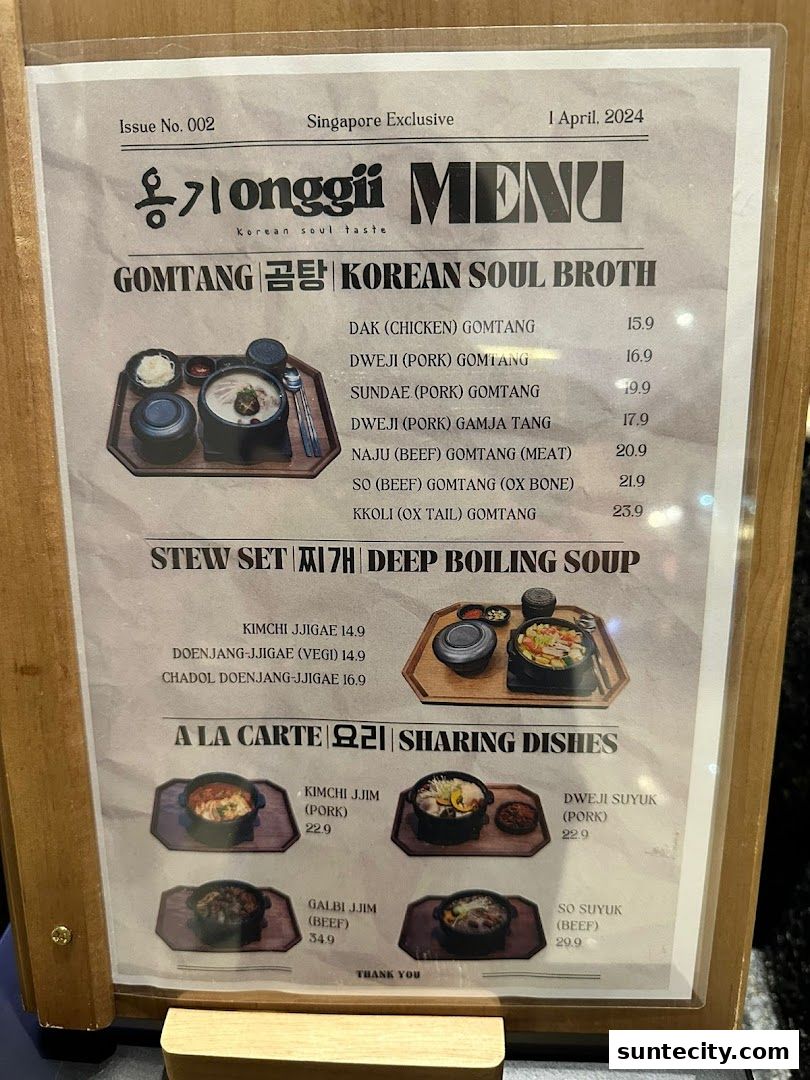 Issue No. 002
Singapore Exclusive
1 April, 2024
옹기 onggii MENU
Korean soul taste
GOMTANG | 곰탕 | KOREAN SOUL BROTH
DAK (CHICKEN) GOMTANG 15.9
DWEJI (PORK) GOMTANG 16.9
SUNDAE (PORK) GOMTANG 19.9
DWEJI (PORK) GAMJA TANG 17.9
NAJU (BEEF) GOMTANG (MEAT) 20.9
SO (BEEF) GOMTANG (OX BONE) 21.9
KKOLI (OX TAIL) GOMTANG 23.9
STEW SET | 찌개 | DEEP BOILING SOUP
KIMCHI JJIGAE 14.9
DOENJANG-JJIGAE (VEGI) 14.9
CHADOL DOENJANG-JJIGAE 16.9
A LA CARTE | 요리 | SHARING DISHES
KIMCHI JJIM
(PORK)
22.9
DWEJI SUYUK
(PORK)
22.9
GALBI JJIM
(BEEF)
34.9
SO SUYUK
(BEEF)
29.9
THANK YOU
suntecity.com